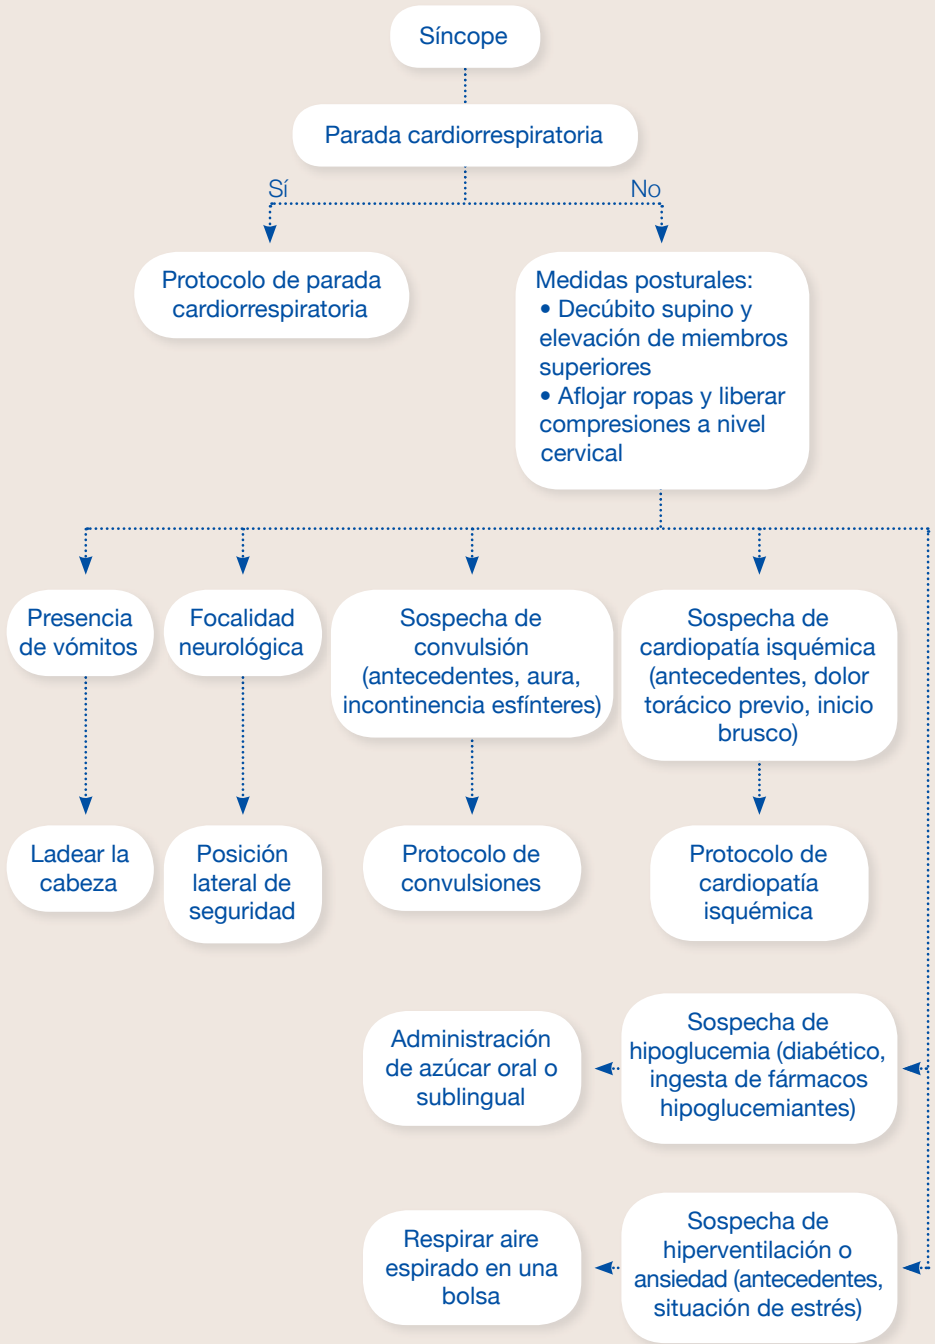 Síncope
Parada cardiorrespiratoria
Sí
No
Protocolo de parada
cardiorrespiratoria
Medidas posturales:
• Decúbito supino y
elevación de miembros
superiores
• Aflojar ropas y liberar
compresiones a nivel
cervical
Presencia
de vómitos
Focalidad
neurológica
Sospecha de
convulsión
(antecedentes, aura,
incontinencia esfínteres)
Sospecha de
cardiopatía isquémica
(antecedentes, dolor
torácico previo, inicio
brusco)
Ladear la
cabeza
Posición
lateral de
seguridad
Protocolo de
convulsiones
Protocolo de
cardiopatía
isquémica
Administración
de azúcar oral o
sublingual
Sospecha de
hipoglucemia (diabético,
ingesta de fármacos
hipoglucemiantes)
Respirar aire
espirado en una
bolsa
Sospecha de
hiperventilación o
ansiedad (antecedentes,
situación de estrés)